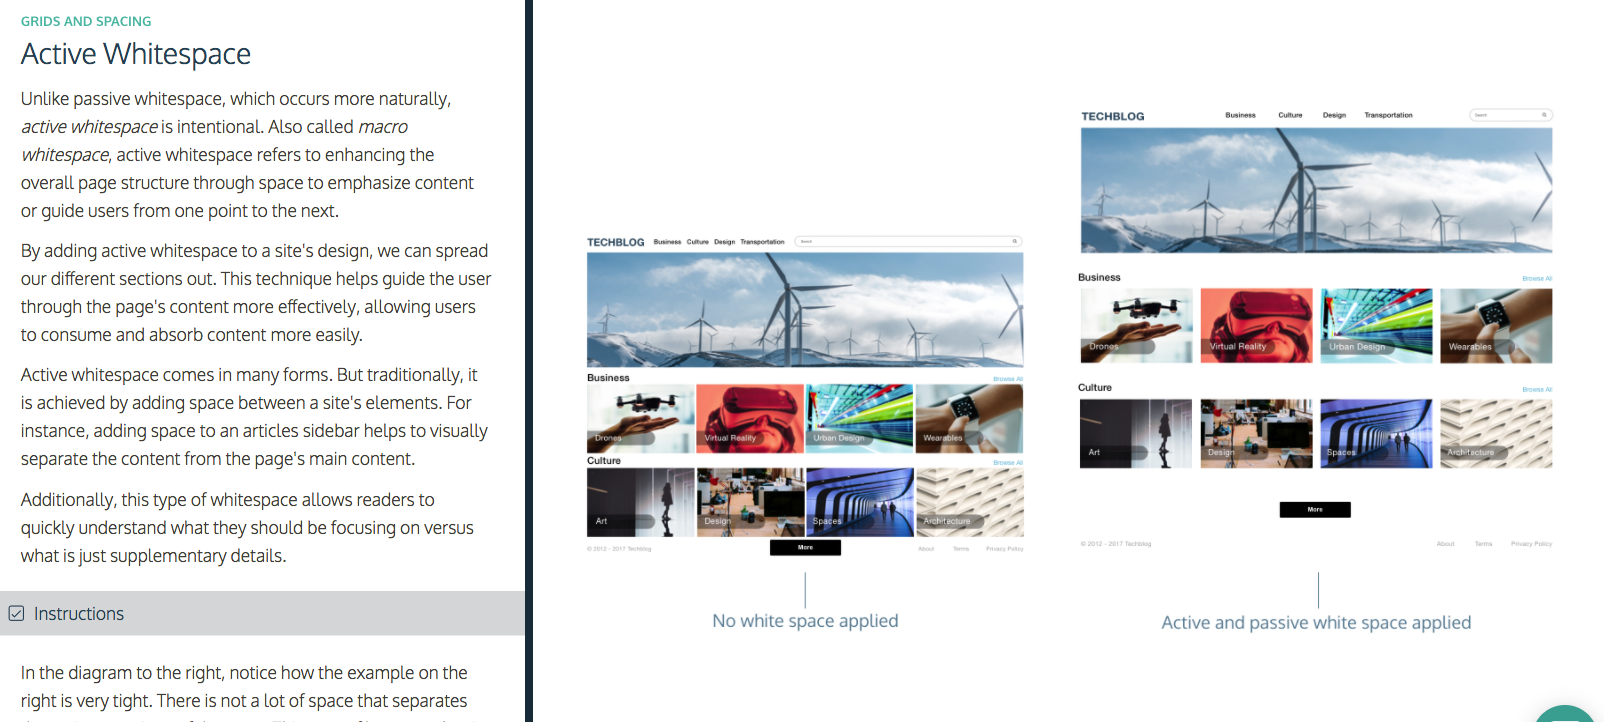 GRIDS AND SPACING
Active Whitespace
Unlike passive whitespace, which occurs more naturally,
active whitespace is intentional. Also called macro
whitespace, active whitespace refers to enhancing the
overall page structure through space to emphasize content
or guide users from one point to the next.
By adding active whitespace to a site's design, we can spread
our different sections out. This technique helps guide the user
through the page's content more effectively, allowing users
to consume and absorb content more easily.
Active whitespace comes in many forms. But traditionally, it
is achieved by adding space between a site's elements. For
instance, adding space to an articles sidebar helps to visually
separate the content from the page's main content.
Additionally, this type of whitespace allows readers to
quickly understand what they should be focusing on versus
what is just supplementary details.
Instructions
In the diagram to the right, notice how the example on the
right is very tight. There is not a lot of space that separates
TECHBLOG Business Culture Design Transportation Search
Business Browse All
Drones Virtual Reality Urban Design Wearables
Culture Browse All
Art Design Spaces Architecture
© 2012 - 2017 Techblog More About Terms Privacy Policy
No white space applied
TECHBLOG Business Culture Design Transportation Search
Business Browse All
Drones Virtual Reality Urban Design Wearables
Culture Browse All
Art Design Spaces Architecture
More
© 2012 - 2017 Techblog About Terms Privacy Policy
Active and passive white space applied